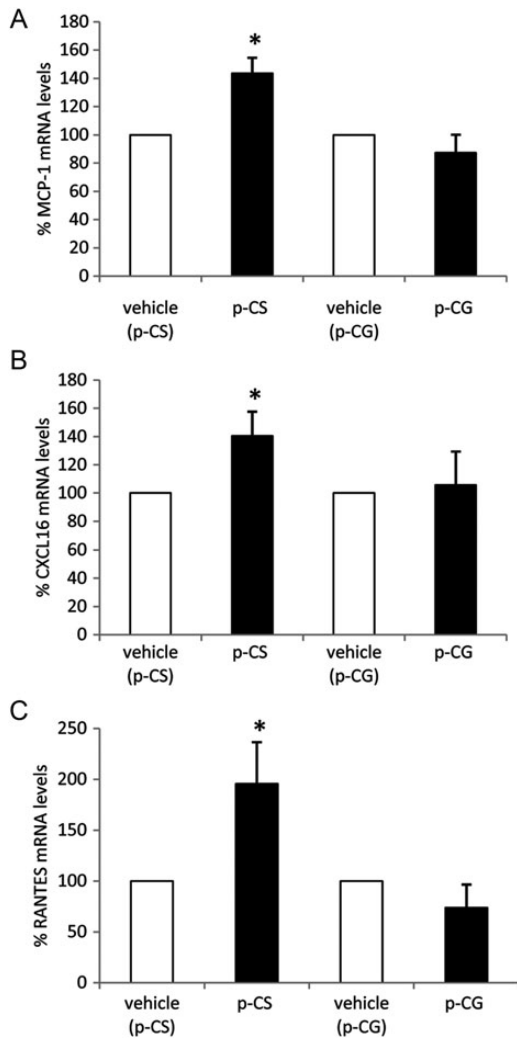 A
% MCP-1 mRNA levels
180
160
140
120
100
80
60
40
20
0
*
vehicle p-CS vehicle p-CG
(p-CS) (p-CG)
B
% CXCL16 mRNA levels
180
160
140
120
100
80
60
40
20
0
*
vehicle p-CS vehicle p-CG
(p-CS) (p-CG)
C
% RANTES mRNA levels
250
200
150
100
50
0
*
vehicle p-CS vehicle p-CG
(p-CS) (p-CG)